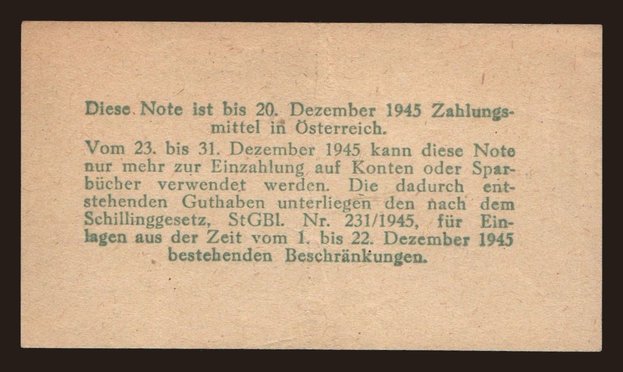 Diese Note ist bis 20. Dezember 1945 Zahlungs-
mittel in Österreich.
Vom 23. bis 31. Dezember 1945 kann diese Note
nur mehr zur Einzahlung auf Konten oder Spar-
bücher verwendet werden. Die dadurch ent-
stehenden Guthaben unterliegen den nach dem
Schillinggesetz, StGBl. Nr. 231/1945, für Ein-
lagen aus der Zeit vom 1. bis 22. Dezember 1945
bestehenden Beschränkungen.